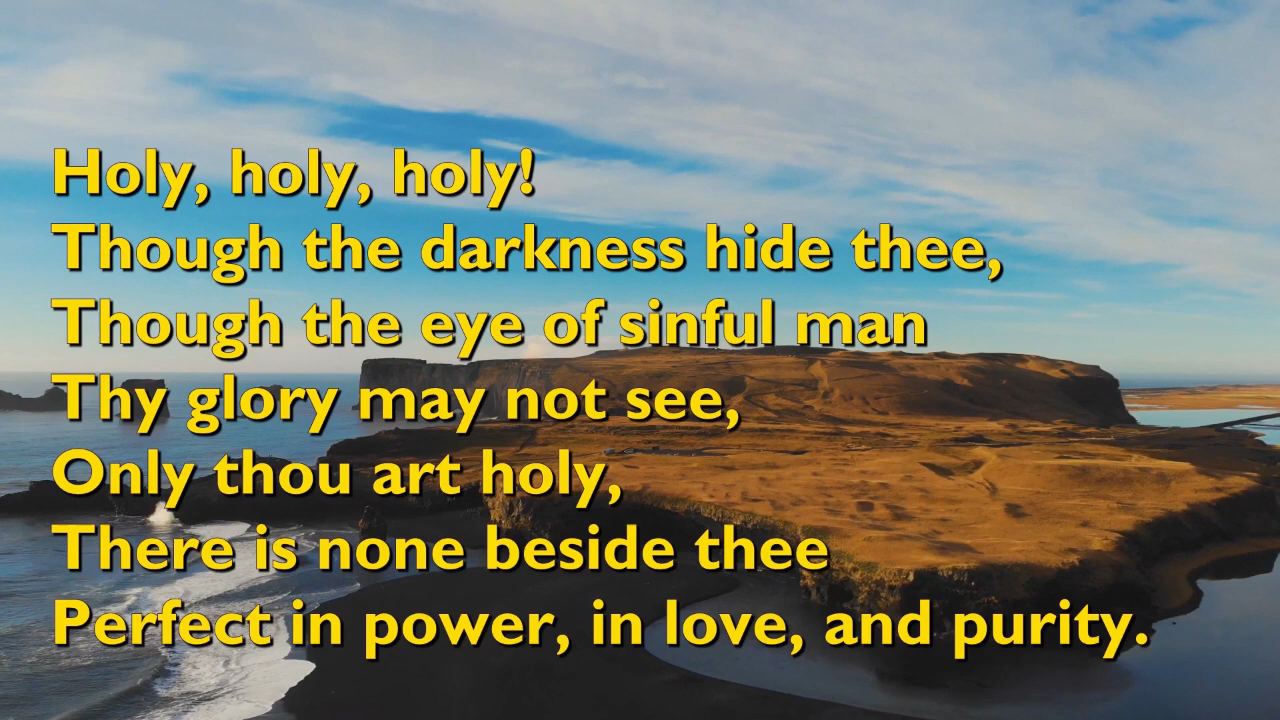 Holy, holy, holy!
Though the darkness hide thee,
Though the eye of sinful man
Thy glory may not see,
Only thou art holy,
There is none beside thee
Perfect in power, in love, and purity.